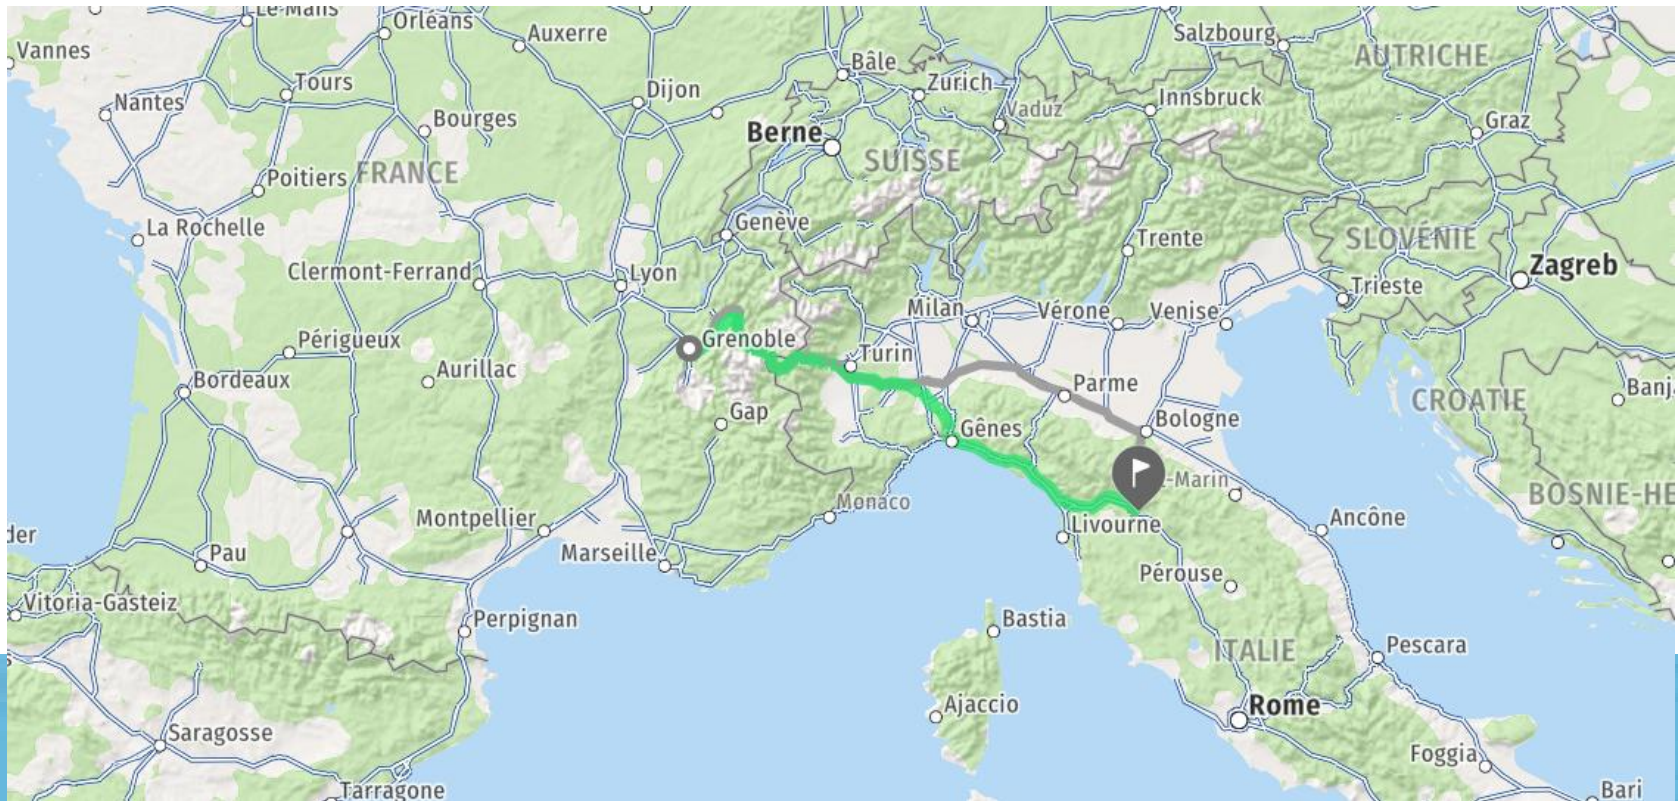 Le Mans
Orléans
Auxerre
Salzbourg
AUTRICHE
Vannes
Bâle
Zurich
Tours
Dijon
Nantes
Vaduz
Innsbruck
Graz
Bourges
Berne
SUISSE
Poitiers
FRANCE
La Rochelle
Genève
Trente
SLOVÉNIE
Clermont-Ferrand
Lyon
Zagreb
Trieste
Milan
Vérone
Venise
Périgueux
Grenoble
Turin
Aurillac
Bordeaux
Parme
Banj
CROATIE
Gap
Gênes
Bologne
-Marin
BOSNIE-HE
Monaco
Montpellier
Livourne
Ancône
der
Pau
Marseille
Pérouse
Vitoria-Gasteiz
Perpignan
Bastia
ITALIE
Pescara
Ajaccio
Rome
Saragosse
Foggia
Tarragone
Bari